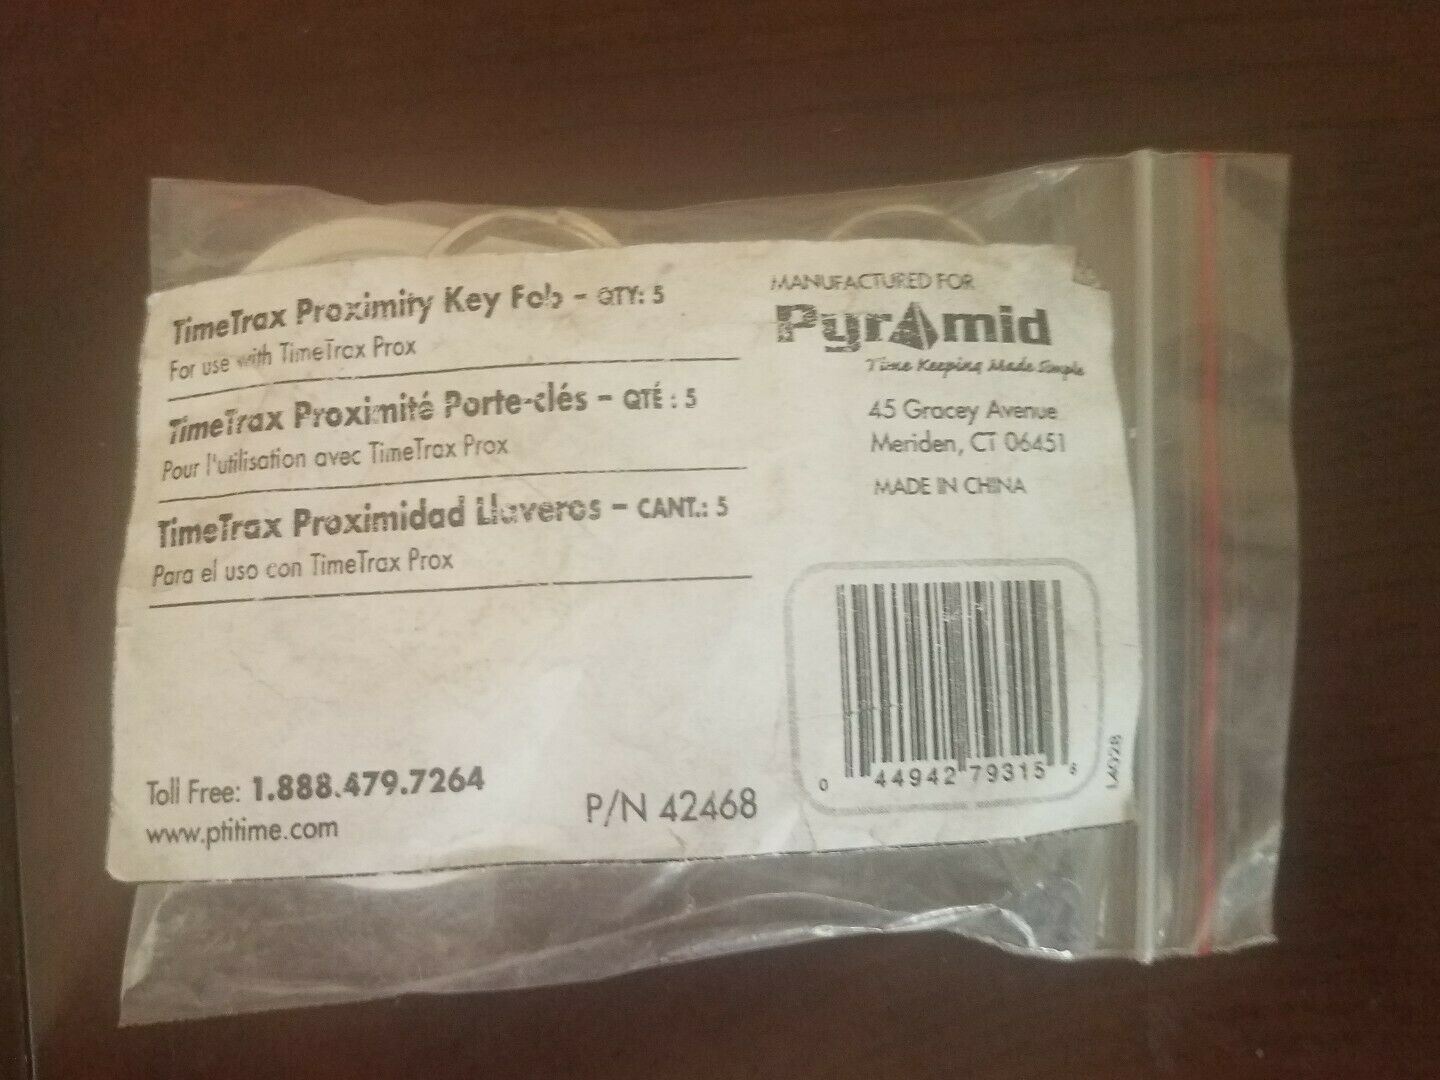 TimeTrax Proximity Key Fob - QTY: 5
For use with TimeTrax Prox
TimeTrax Proximité Porte-clés - QTÉ : 5
Pour l'utilisation avec TimeTrax Prox
TimeTrax Proximidad Llaveros - CANT.: 5
Para el uso con TimeTrax Prox
Toll Free: 1.888.479.7264
www.ptitime.com
P/N 42468
MANUFACTURED FOR
Pyramid
Time Keeping Made Simple
45 Gracey Avenue
Meriden, CT 06451
MADE IN CHINA
0 44942 79315 6